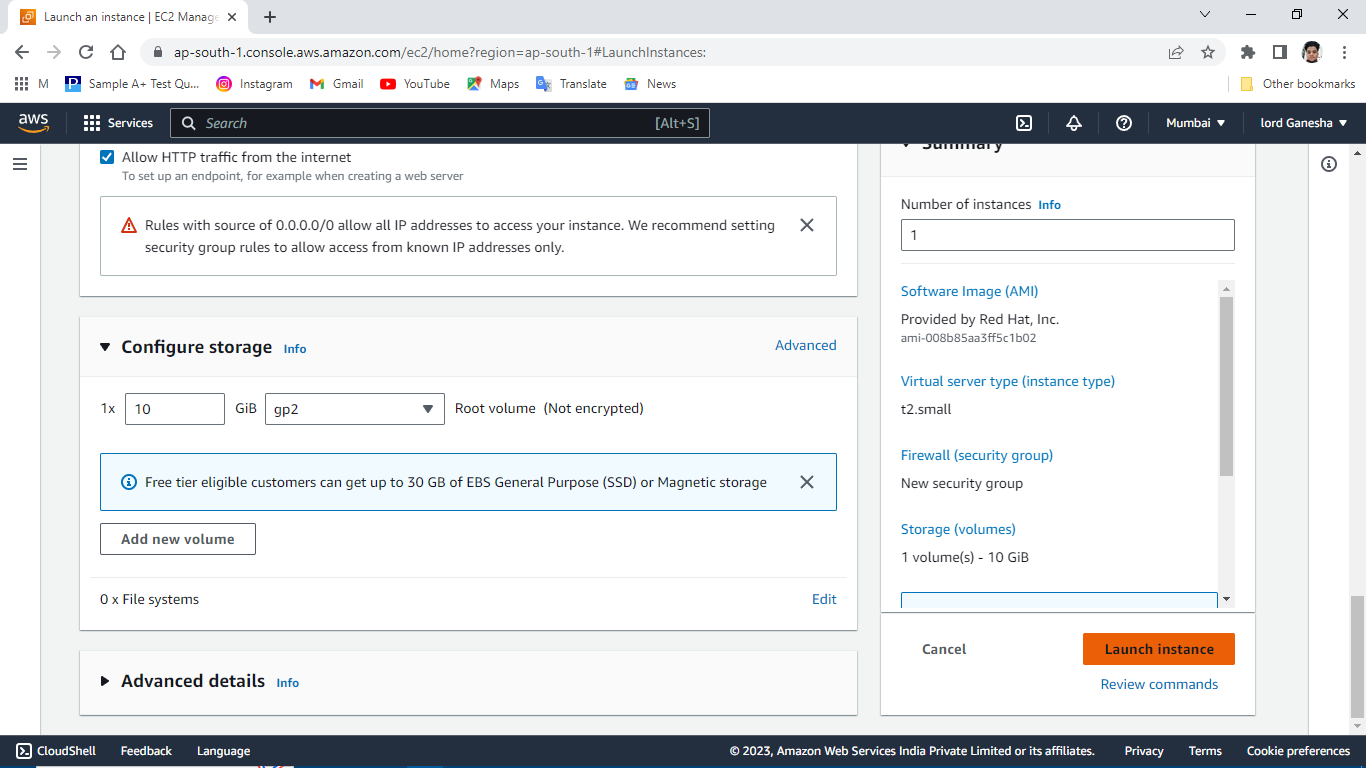 Launch an instance | EC2 Manage
ap-south-1.console.aws.amazon.com/ec2/home?region=ap-south-1#LaunchInstances:
M
Sample A+ Test Qu...
Instagram
Gmail
YouTube
Maps
Translate
News
Other bookmarks
aws
Services
Search
[Alt+S]
Mumbai
lord Ganesha
Allow HTTP traffic from the internet
To set up an endpoint, for example when creating a web server
Rules with source of 0.0.0.0/0 allow all IP addresses to access your instance. We recommend setting
security group rules to allow access from known IP addresses only.
Configure storage Info
Advanced
1x
10
GiB
gp2
Root volume (Not encrypted)
Free tier eligible customers can get up to 30 GB of EBS General Purpose (SSD) or Magnetic storage
Add new volume
0 x File systems
Edit
Advanced details Info
Summary
Number of instances Info
1
Software Image (AMI)
Provided by Red Hat, Inc.
ami-008b85aa3ff5c1b02
Virtual server type (instance type)
t2.small
Firewall (security group)
New security group
Storage (volumes)
1 volume(s) - 10 GiB
Cancel
Launch instance
Review commands
CloudShell
Feedback
Language
© 2023, Amazon Web Services India Private Limited or its affiliates.
Privacy
Terms
Cookie preferences